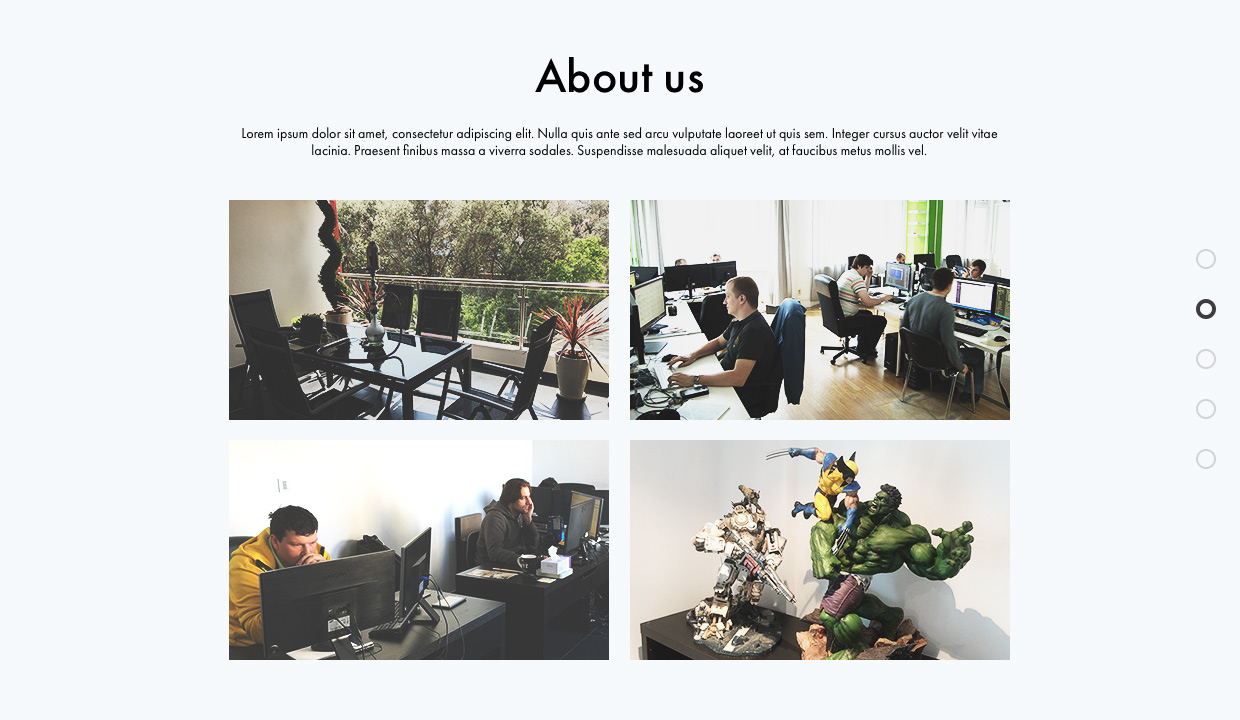 About us
Lorem ipsum dolor sit amet, consectetur adipiscing elit. Nulla quis ante sed arcu vulputate laoreet ut quis sem. Integer cursus auctor velit vitae
lacinia. Praesent finibus massa a viverra sodales. Suspendisse malesuada aliquet velit, at faucibus metus mollis vel.